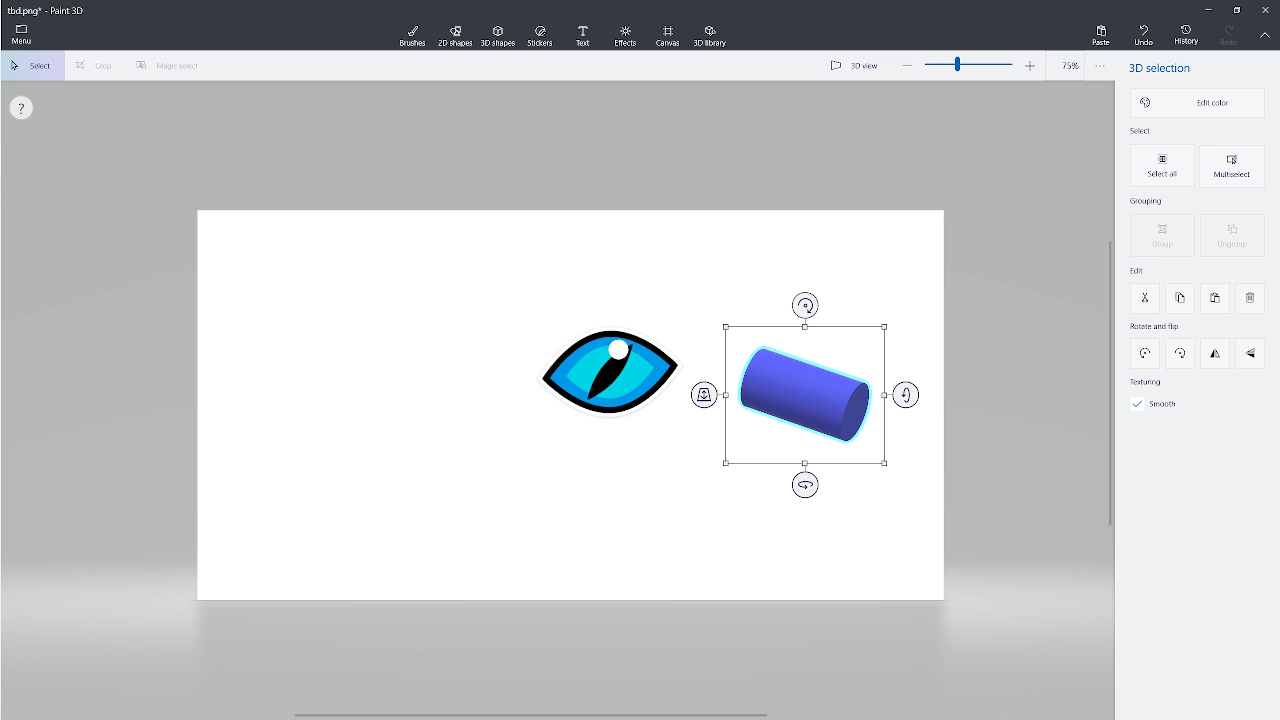 tbd.png* - Paint 3D
Menu
Brushes
2D shapes
3D shapes
Stickers
Text
Effects
Canvas
3D library
Paste
Undo
History
Redo
Select
Crop
Magic select
3D view
75%
3D selection
?
Edit color
Select
Select all
Multiselect
Grouping
Group
Ungroup
Edit
Rotate and flip
Texturing
Smooth